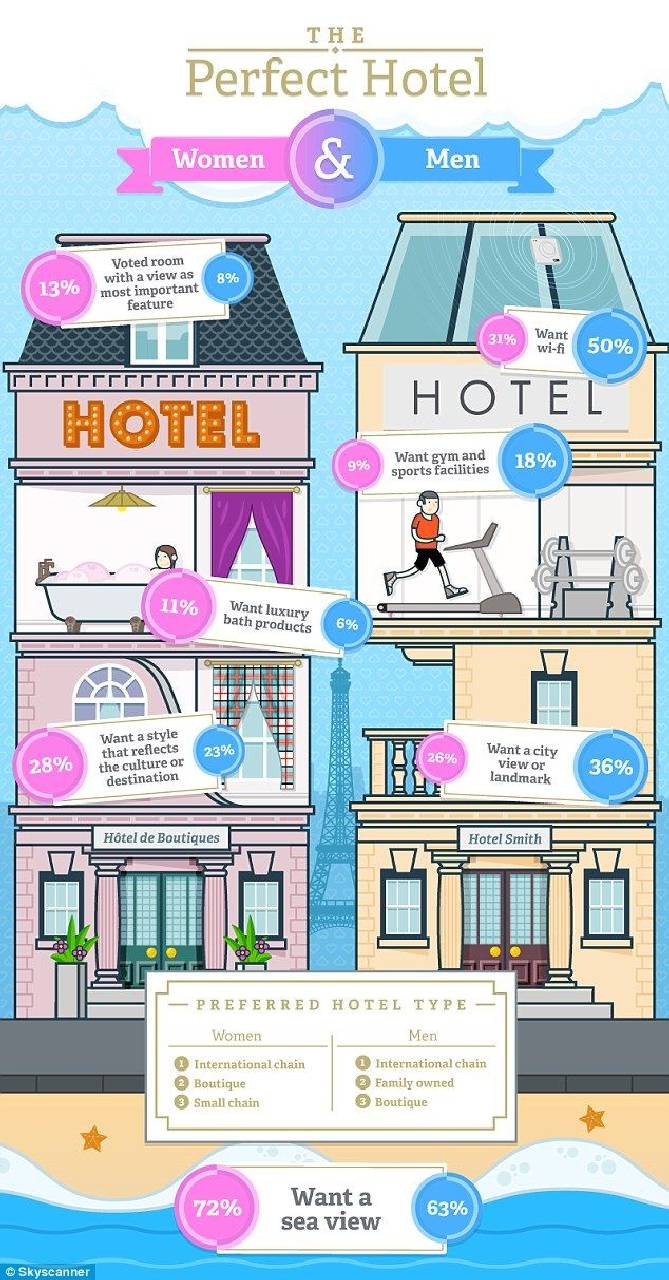 THE
Perfect Hotel
Women & Men
13%
Voted room
with a view as
most important
feature
8%
31%
Want
wi-fi
50%
HOTEL
HOTEL
9%
Want gym and
sports facilities
18%
11%
Want luxury
bath products
6%
28%
Want a style
that reflects
the culture or
destination
23%
26%
Want a city
view or
landmark
36%
Hôtel de Boutiques
Hotel Smith
PREFERRED HOTEL TYPE
Women
1 International chain
2 Boutique
3 Small chain
Men
1 International chain
2 Family owned
3 Boutique
72%
Want a
sea view
63%
© Skyscanner